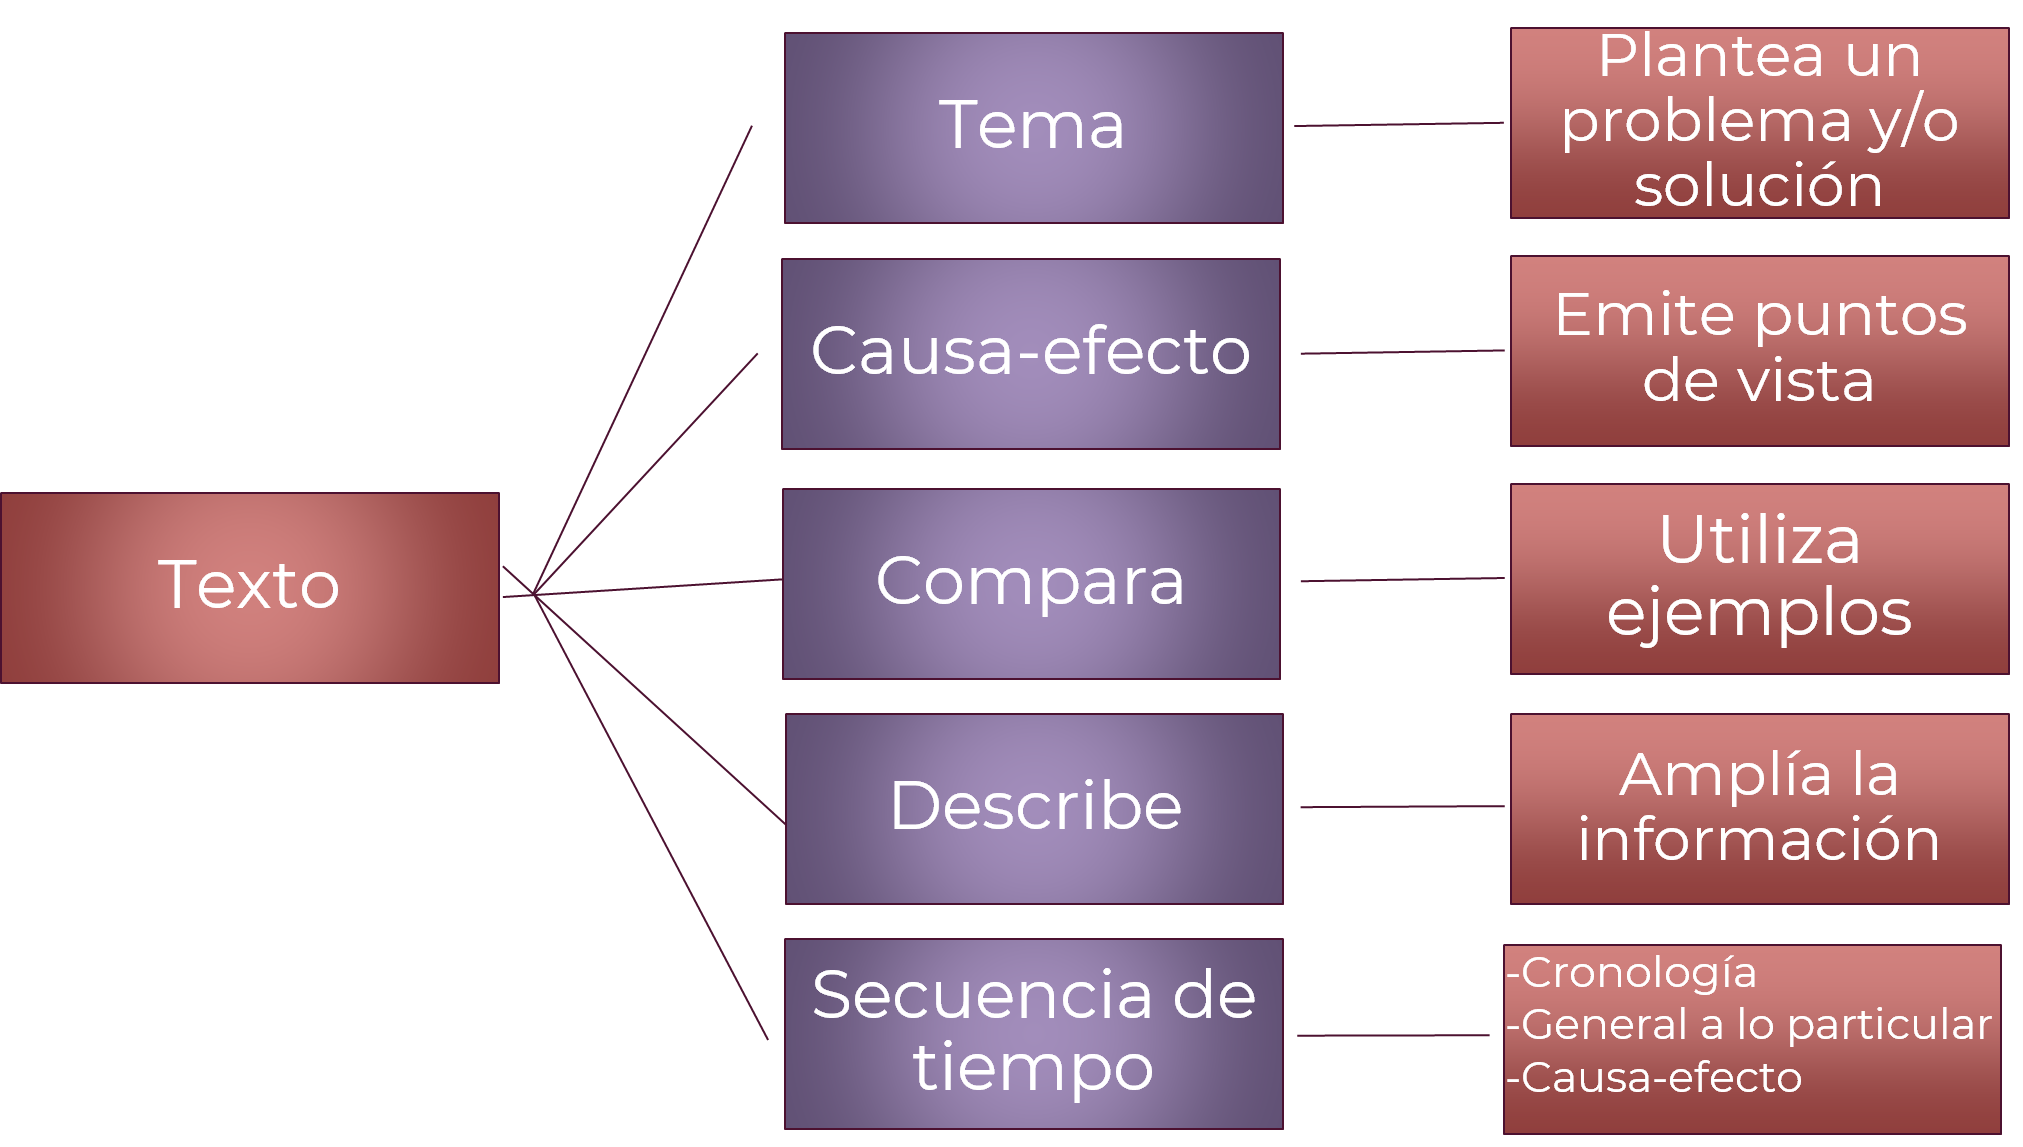 Texto
Tema
Plantea un
problema y/o
solución
Causa-efecto
Emite puntos
de vista
Compara
Utiliza
ejemplos
Describe
Amplía la
información
Secuencia de
tiempo
-Cronología
-General a lo particular
-Causa-efecto